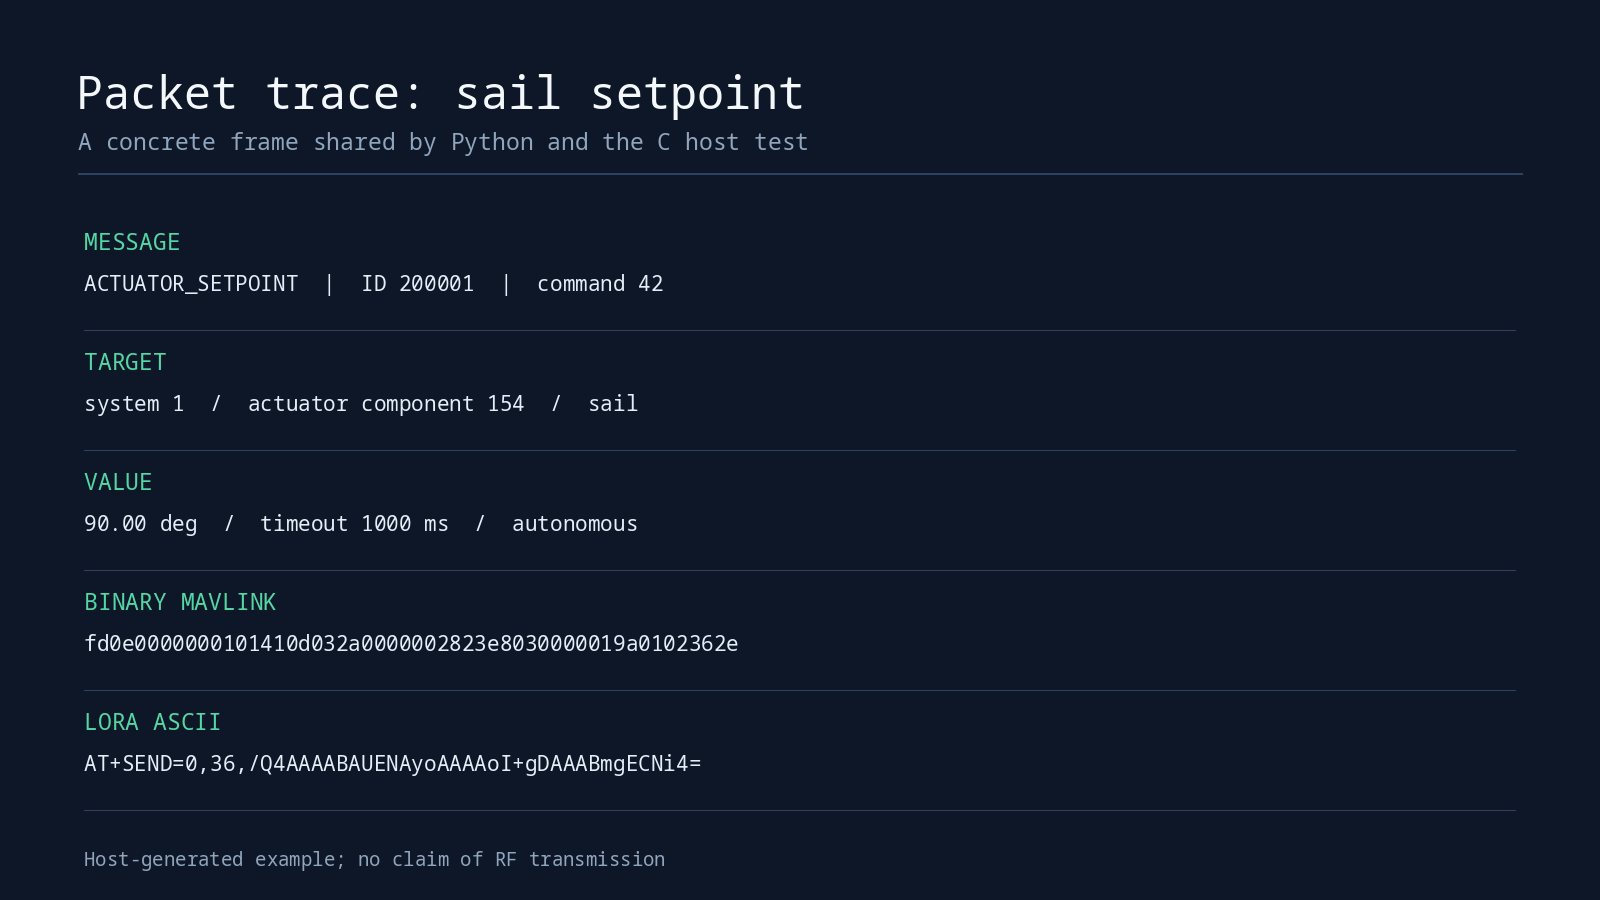 Packet trace: sail setpoint
A concrete frame shared by Python and the C host test
MESSAGE
ACTUATOR_SETPOINT | ID 200001 | command 42
TARGET
system 1 / actuator component 154 / sail
VALUE
90.00 deg / timeout 1000 ms / autonomous
BINARY MAVLINK
fd0e0000000101410d032a0000002823e8030000019a0102362e
LORA ASCII
AT+SEND=0,36,/Q4AAAABAUENAyoAAAAoI+gDAAABmgECNi4=
Host-generated example; no claim of RF transmission